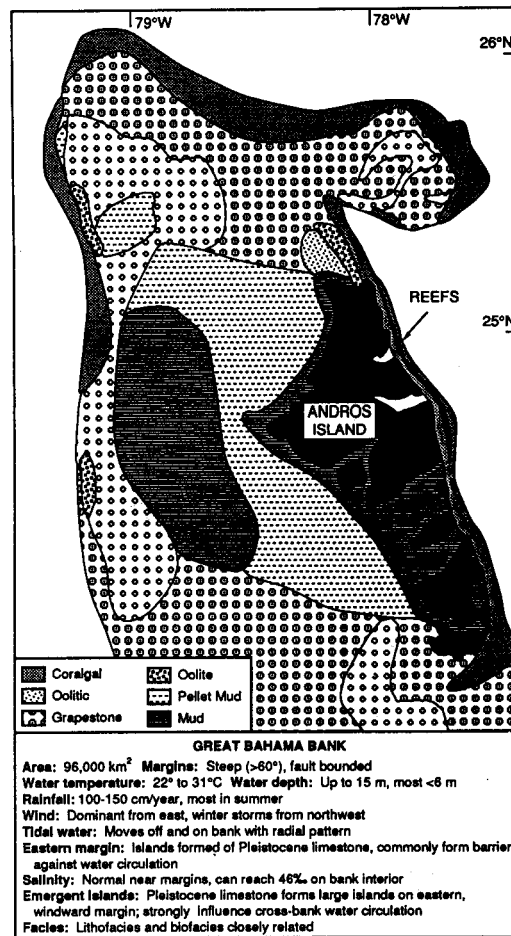 79°W 78°W
26°N
REEFS
25°N
ANDROS
ISLAND
Coralgal Oolite
Oolitic Pellet Mud
Grapestone Mud
GREAT BAHAMA BANK
Area: 96,000 km² Margins: Steep (>60°), fault bounded
Water temperature: 22° to 31°C Water depth: Up to 15 m, most <6 m
Rainfall: 100-150 cm/year, most in summer
Wind: Dominant from east, winter storms from northwest
Tidal water: Moves off and on bank with radial pattern
Eastern margin: Islands formed of Pleistocene limestone, commonly form barrier
against water circulation
Salinity: Normal near margins, can reach 46‰ on bank interior
Emergent islands: Pleistocene limestone forms large islands on eastern,
windward margin; strongly influence cross-bank water circulation
Facies: Lithofacies and biofacies closely related